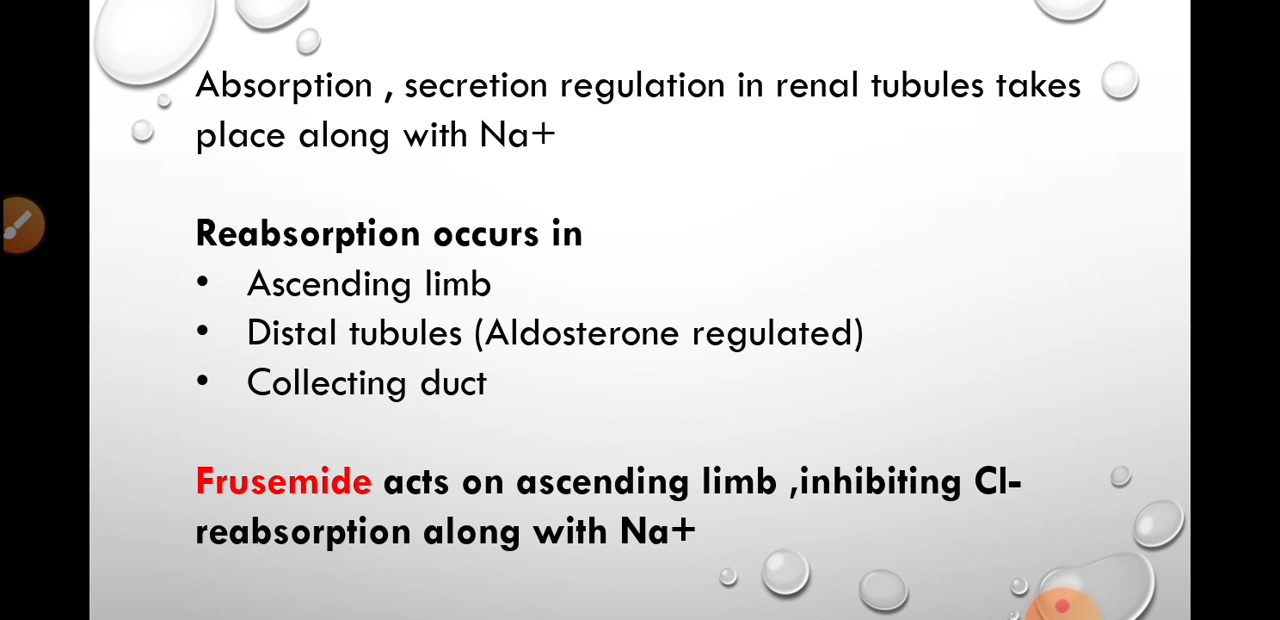 Absorption , secretion regulation in renal tubules takes
place along with Na+
Reabsorption occurs in
• Ascending limb
• Distal tubules (Aldosterone regulated)
• Collecting duct
Frusemide acts on ascending limb ,inhibiting Cl-
reabsorption along with Na+